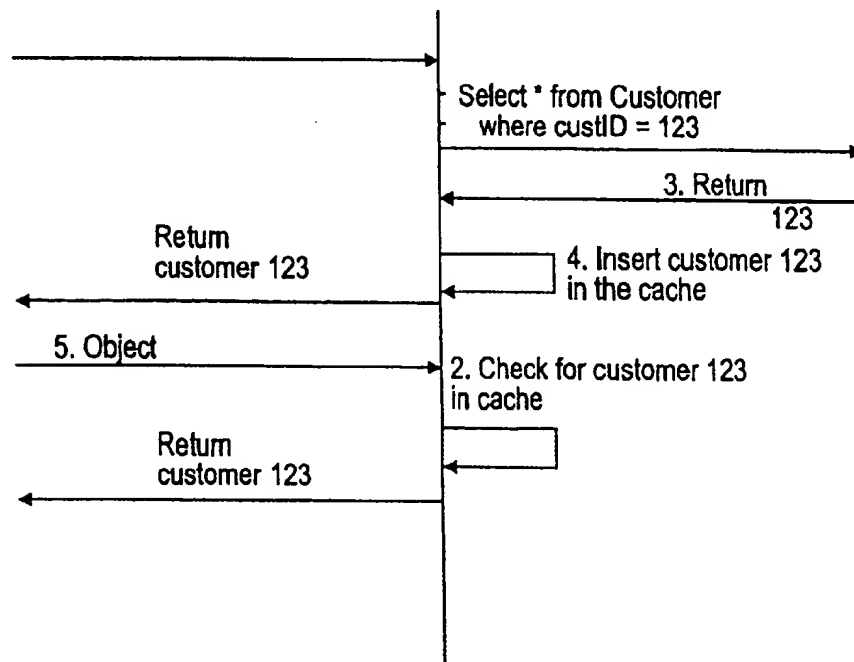 Select * from Customer
where custID = 123
3. Return
123
Return
customer 123
4. Insert customer 123
in the cache
5. Object
2. Check for customer 123
in cache
Return
customer 123